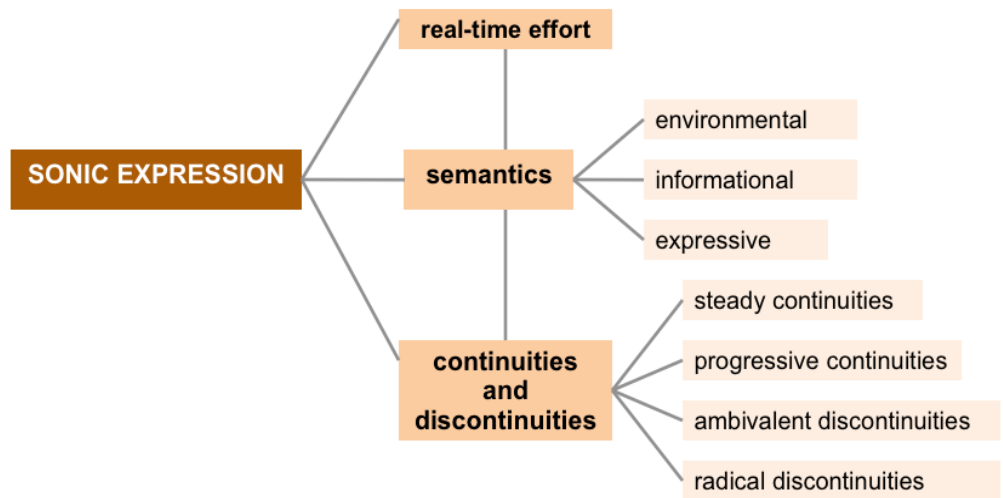 real-time effort
SONIC EXPRESSION
semantics
environmental
informational
expressive
continuities
and
discontinuities
steady continuities
progressive continuities
ambivalent discontinuities
radical discontinuities